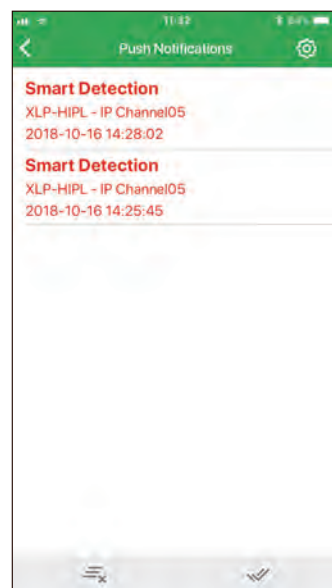 11:32
Push Notifications
Smart Detection
XLP-HIPL - IP Channel05
2018-10-16 14:28:02
Smart Detection
XLP-HIPL - IP Channel05
2018-10-16 14:25:45